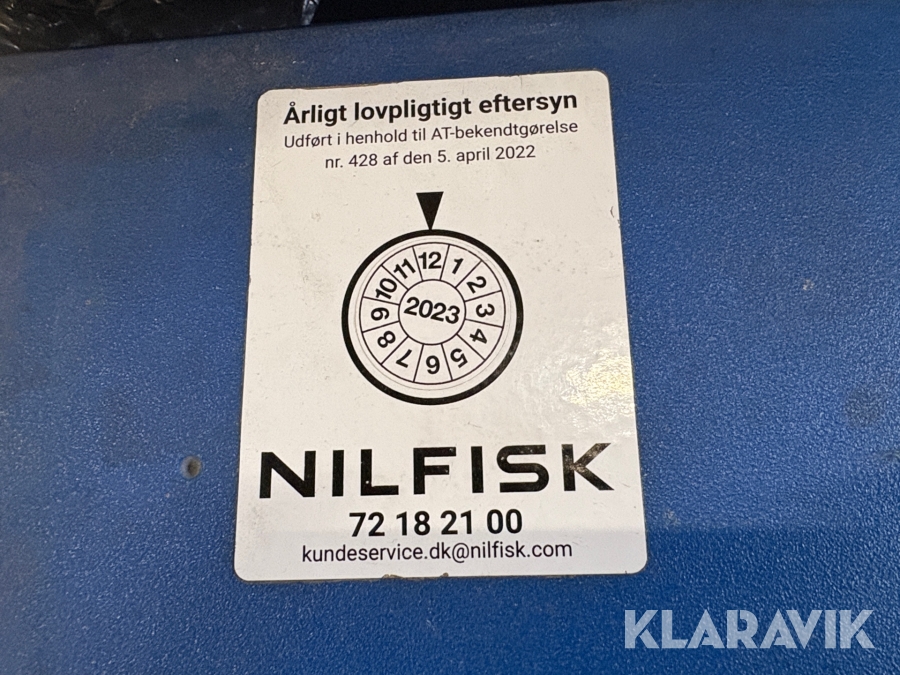 Årligt lovpligtigt eftersyn
Udført i henhold til AT-bekendtgørelse
nr. 428 af den 5. april 2022
12 1 2 3 4 5 6 7 8 9 10 11
2023
NILFISK
72 18 21 00
kundeservice.dk@nilfisk.com
KLARAVIK